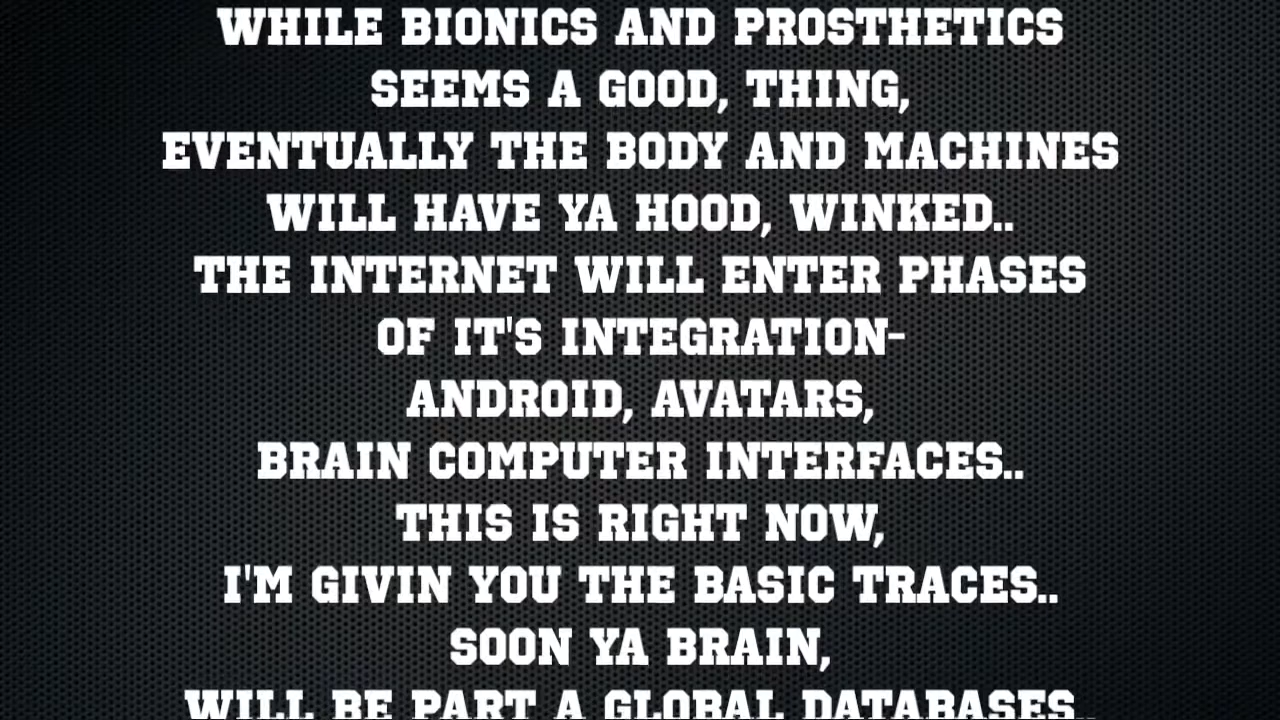 WHILE BIONICS AND PROSTHETICS
SEEMS A GOOD, THING,
EVENTUALLY THE BODY AND MACHINES
WILL HAVE YA HOOD, WINKED..
THE INTERNET WILL ENTER PHASES
OF IT'S INTEGRATION-
ANDROID, AVATARS,
BRAIN COMPUTER INTERFACES..
THIS IS RIGHT NOW,
I'M GIVIN YOU THE BASIC TRACES..
SOON YA BRAIN,
WILL BE PART A GLOBAL DATABASES..